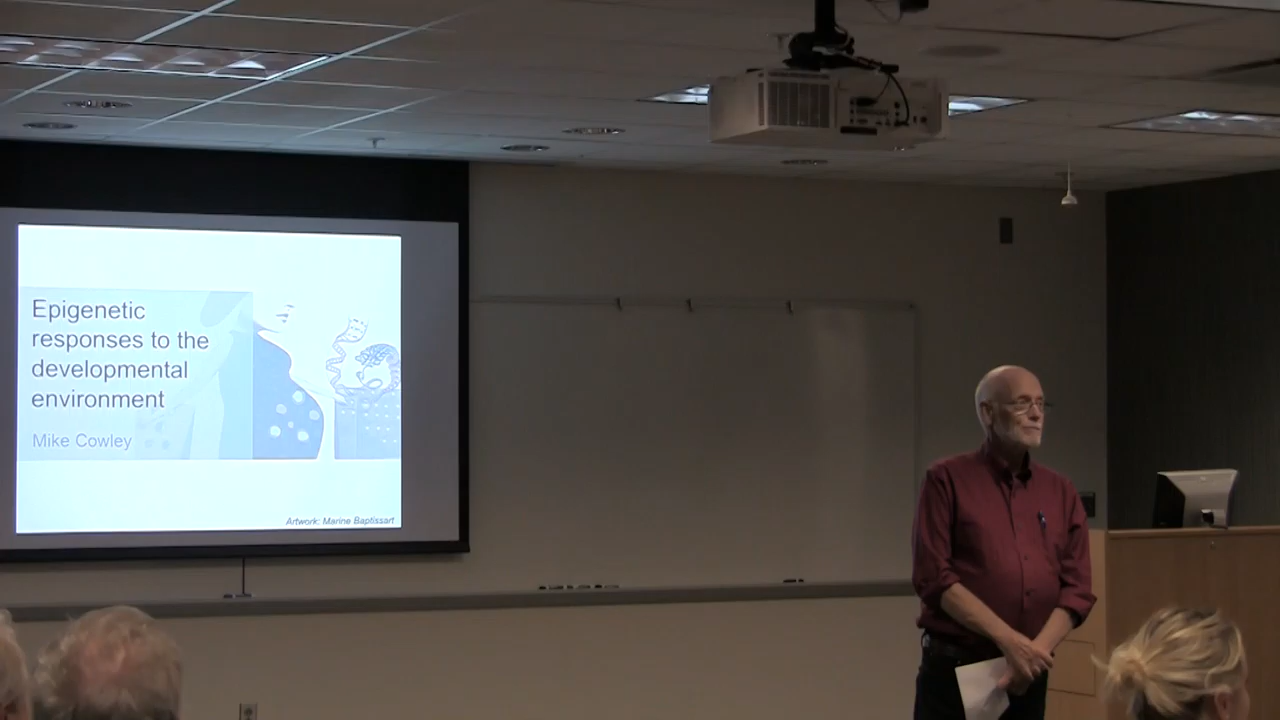 Epigenetic
responses to the
developmental
environment
Mike Cowley
Artwork: Marine Baptissart